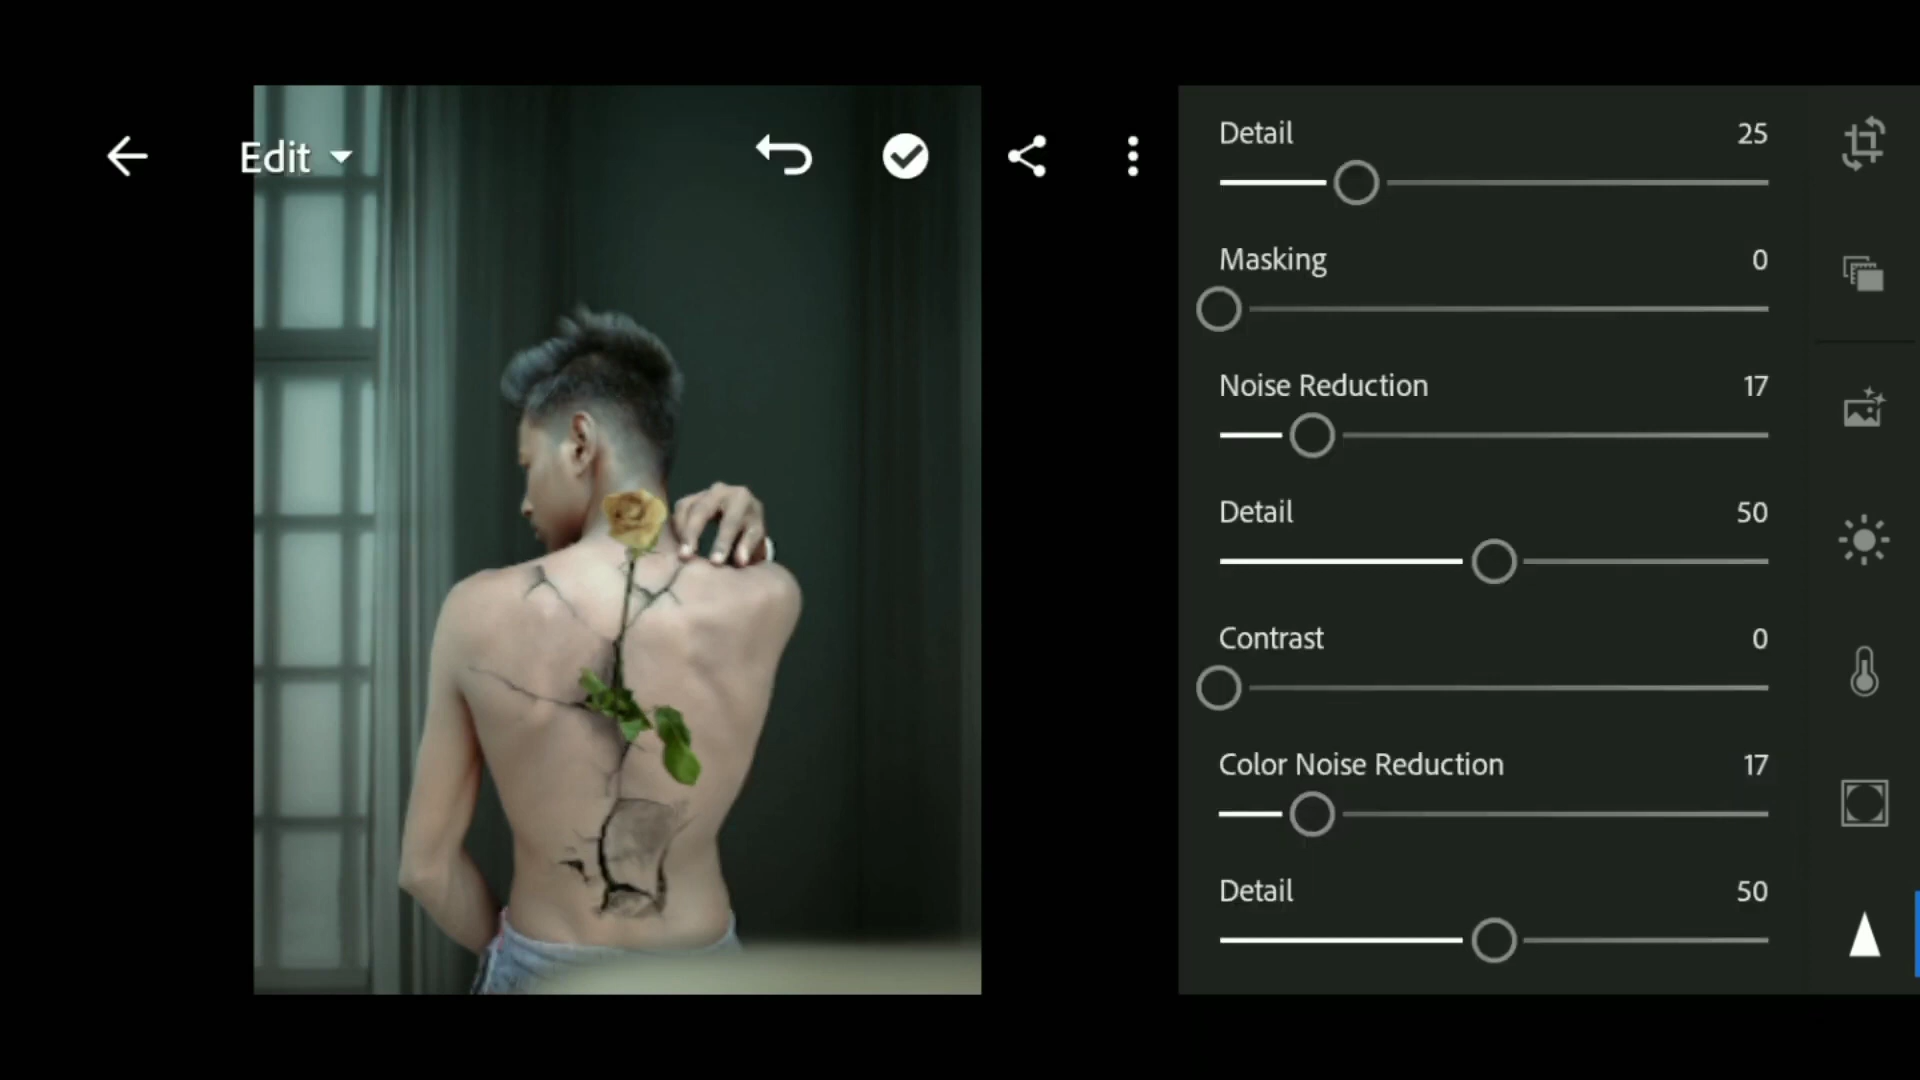 Edit
Detail 25
Masking 0
Noise Reduction 17
Detail 50
Contrast 0
Color Noise Reduction 17
Detail 50